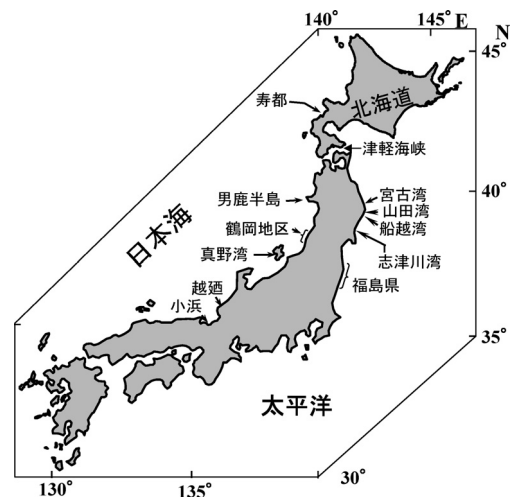 140°
145°
E
N
45°
寿都
北海道
津軽海峡
40°
男鹿半島
宮古湾
山田湾
鶴岡地区
船越湾
日本海
真野湾
志津川湾
越廼
福島県
小浜
35°
太平洋
30°
130°
135°